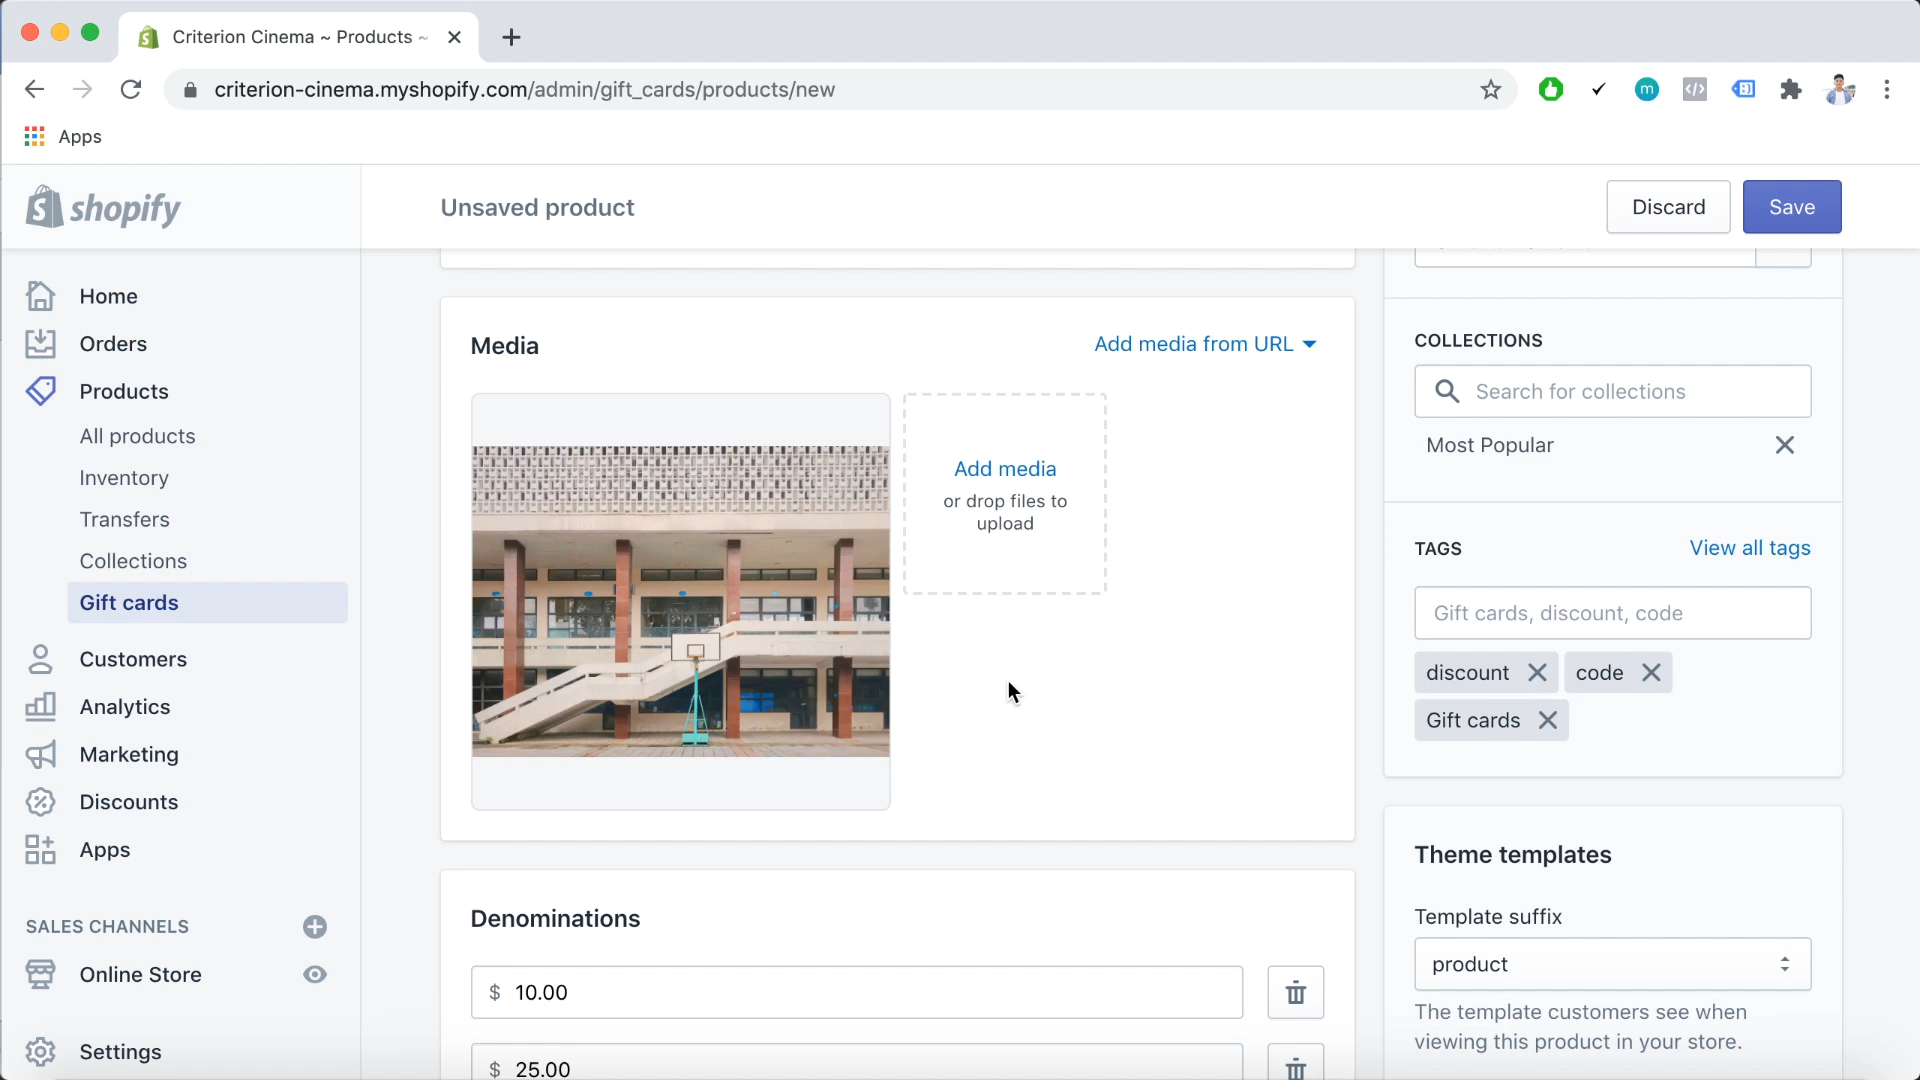 Criterion Cinema ~ Products ~
criterion-cinema.myshopify.com/admin/gift_cards/products/new
m
Apps
shopify
Unsaved product
Discard
Save
Home
Orders
Products
All products
Inventory
Transfers
Collections
Gift cards
Customers
Analytics
Marketing
Discounts
Apps
SALES CHANNELS
Online Store
Settings
Media
Add media from URL
Add media
or drop files to
upload
Denominations
$ 10.00
$ 25.00
COLLECTIONS
Search for collections
Most Popular
TAGS
View all tags
Gift cards, discount, code
discount
code
Gift cards
Theme templates
Template suffix
product
The template customers see when
viewing this product in your store.